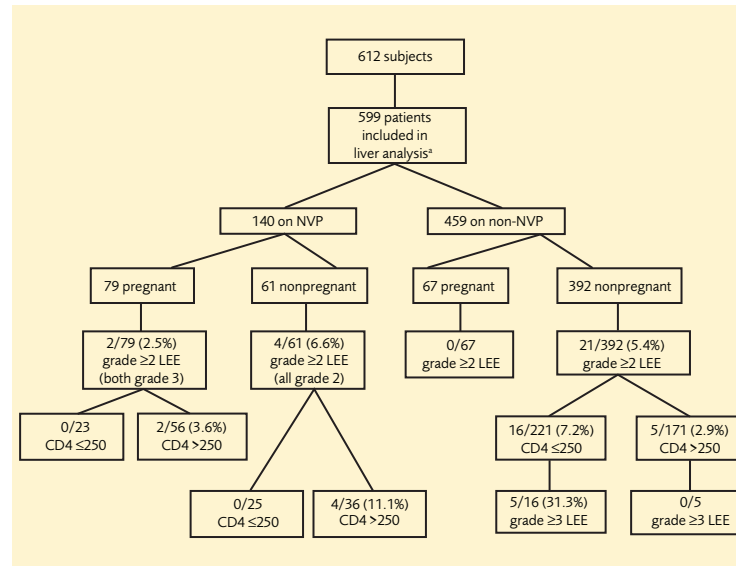 612 subjects
599 patients
included in
liver analysisᵃ
140 on NVP
459 on non-NVP
79 pregnant
61 nonpregnant
67 pregnant
392 nonpregnant
2/79 (2.5%)
grade ≥2 LEE
(both grade 3)
4/61 (6.6%)
grade ≥2 LEE
(all grade 2)
0/67
grade ≥2 LEE
21/392 (5.4%)
grade ≥2 LEE
0/23
CD4 ≤250
2/56 (3.6%)
CD4 >250
16/221 (7.2%)
CD4 ≤250
5/171 (2.9%)
CD4 >250
0/25
CD4 ≤250
4/36 (11.1%)
CD4 >250
5/16 (31.3%)
grade ≥3 LEE
0/5
grade ≥3 LEE